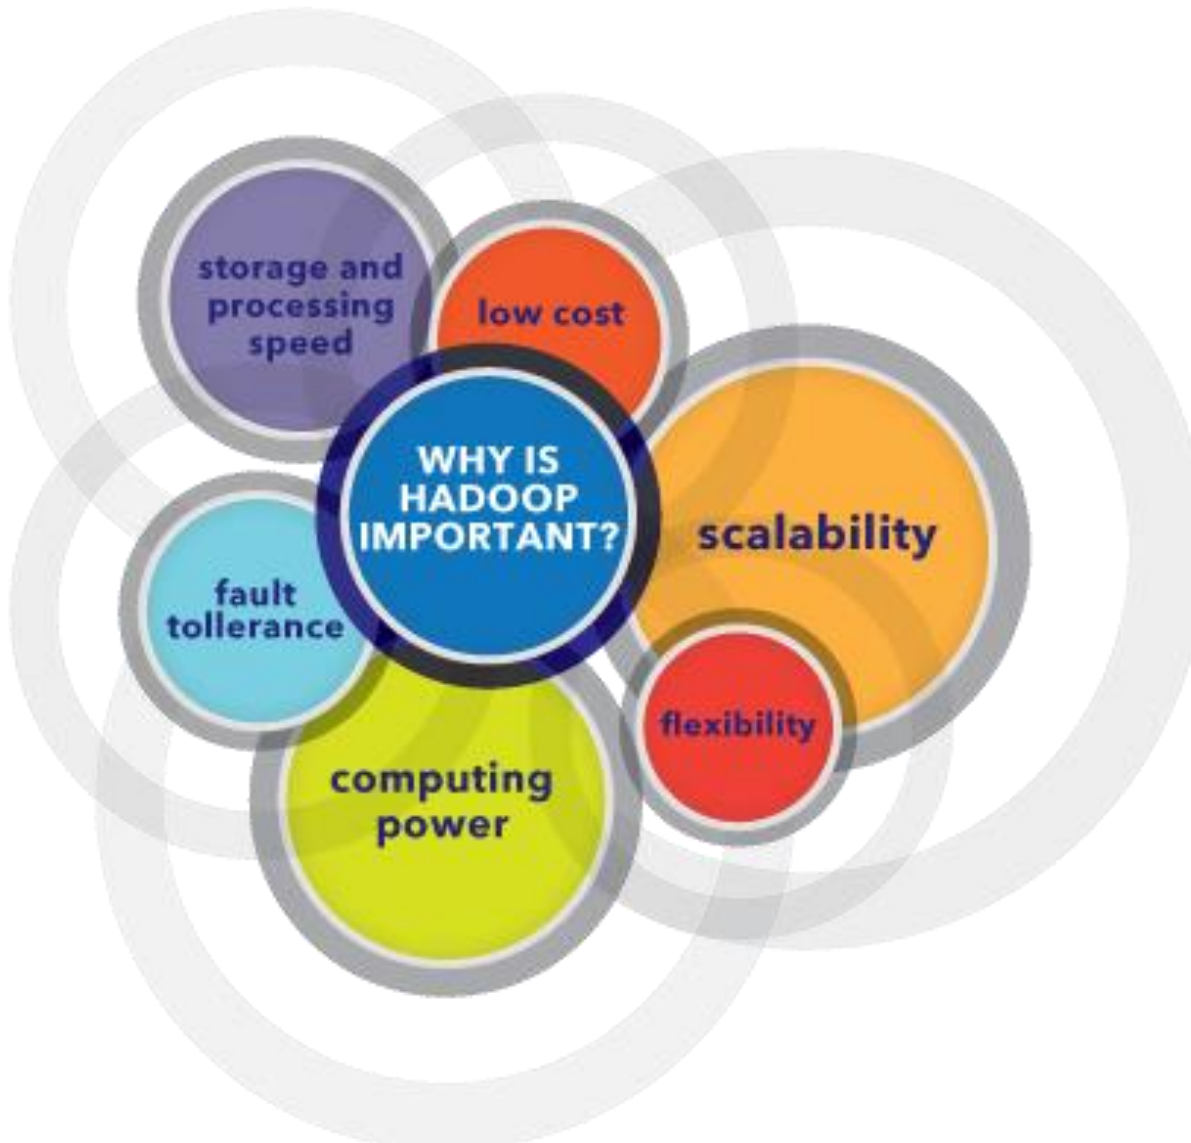 storage and
processing
speed
low cost
WHY IS
HADOOP
IMPORTANT?
scalability
fault
tollerance
flexibility
computing
power